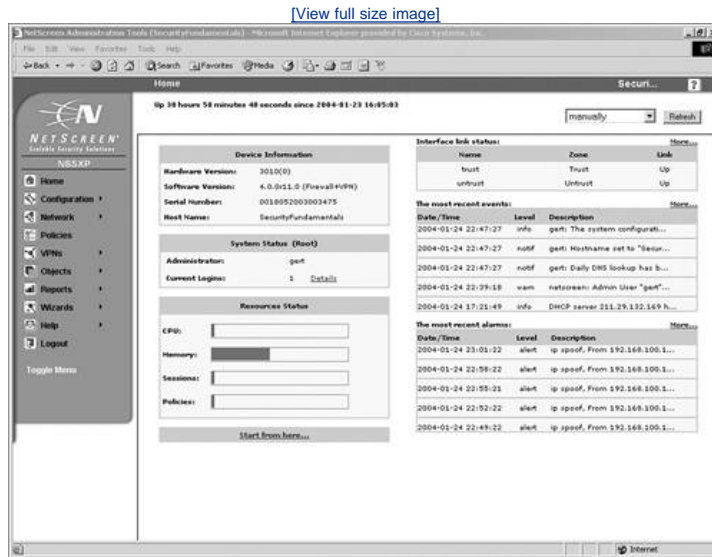 [View full size image]
NetScreen Administration Tools (SecurityFundamentals) - Microsoft Internet Explorer provided by Cisco Systems, Inc.
File Edit View Favorites Tools Help
Back Search Favorites Media
Home Securi... ?
Up 30 hours 58 minutes 48 seconds since 2004-01-23 16:05:03
manually Refresh
NETSCREEN
Scalable Security Solutions
NS5XP
Home
Configuration
Network
Policies
VPNs
Objects
Reports
Wizards
Help
Logout
Toggle Menu
Device Information
Hardware Version: 3010(0)
Software Version: 4.0.0r11.0 (Firewall+VPN)
Serial Number: 0018052003003475
Host Name: SecurityFundamentals
System Status (Root)
Administrator: gert
Current Logins: 1 Details
Resources Status
CPU:
Memory:
Sessions:
Policies:
Start from here...
Interface link status: More...
Name Zone Link
trust Trust Up
untrust Untrust Up
The most recent events: More...
Date/Time Level Description
2004-01-24 22:47:27 info gert: The system configurati...
2004-01-24 22:47:27 notif gert: Hostname set to "Secur...
2004-01-24 22:47:27 notif gert: Daily DNS lookup has b...
2004-01-24 22:39:18 warn netscreen: Admin User "gert"...
2004-01-24 17:21:49 info DHCP server 211.29.132.169 h...
The most recent alarms: More...
Date/Time Level Description
2004-01-24 23:01:22 alert ip spoof, From 192.168.100.1...
2004-01-24 22:58:22 alert ip spoof, From 192.168.100.1...
2004-01-24 22:55:21 alert ip spoof, From 192.168.100.1...
2004-01-24 22:52:22 alert ip spoof, From 192.168.100.1...
2004-01-24 22:49:22 alert ip spoof, From 192.168.100.1...
Internet